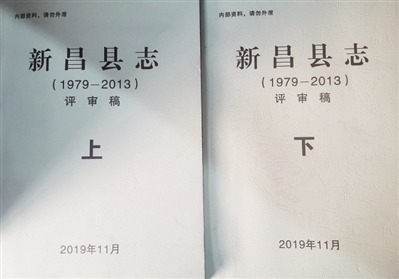 内部资料，请勿外泄
新昌县志
(1979－2013)
评审稿
上
2019年11月
内部资料，请勿外泄
新昌县志
(1979－2013)
评审稿
下
2019年11月